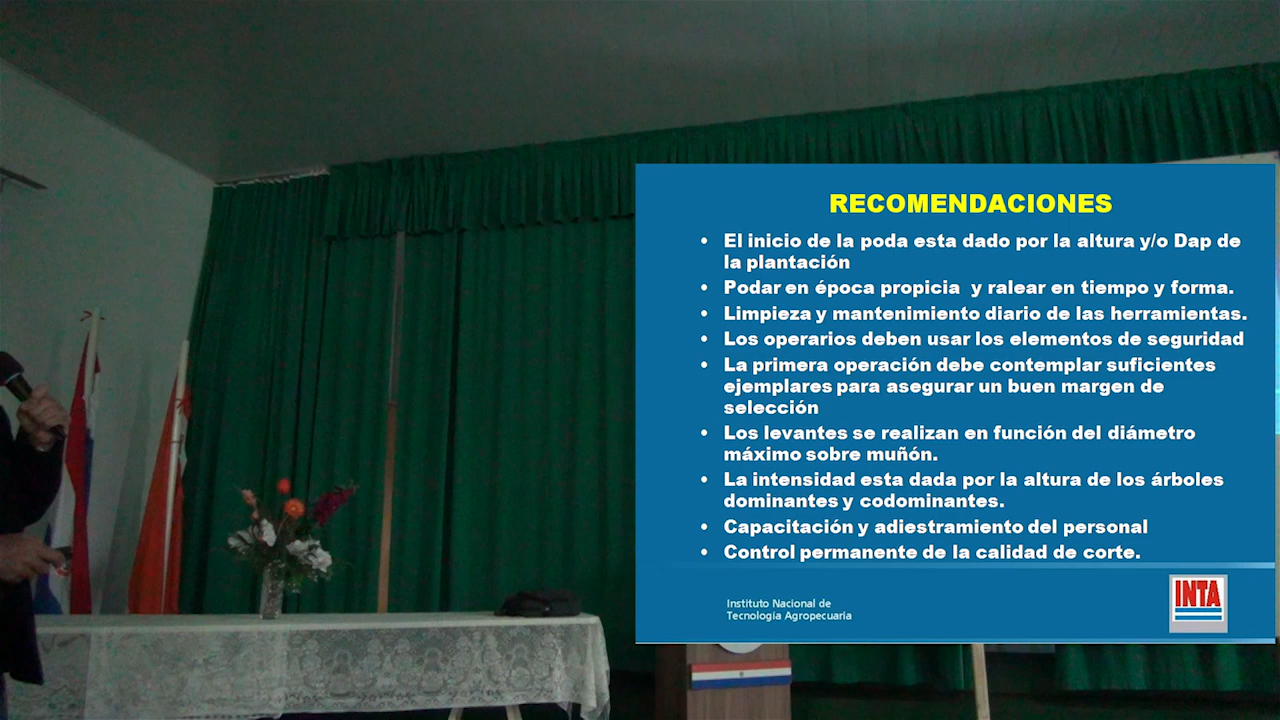 RECOMENDACIONES
• El inicio de la poda esta dado por la altura y/o Dap de
la plantación
• Podar en época propicia y ralear en tiempo y forma.
• Limpieza y mantenimiento diario de las herramientas.
• Los operarios deben usar los elementos de seguridad
• La primera operación debe contemplar suficientes
ejemplares para asegurar un buen margen de
selección
• Los levantes se realizan en función del diámetro
máximo sobre muñón.
• La intensidad esta dada por la altura de los árboles
dominantes y codominantes.
• Capacitación y adiestramiento del personal
• Control permanente de la calidad de corte.
Instituto Nacional de
Tecnología Agropecuaria
INTA